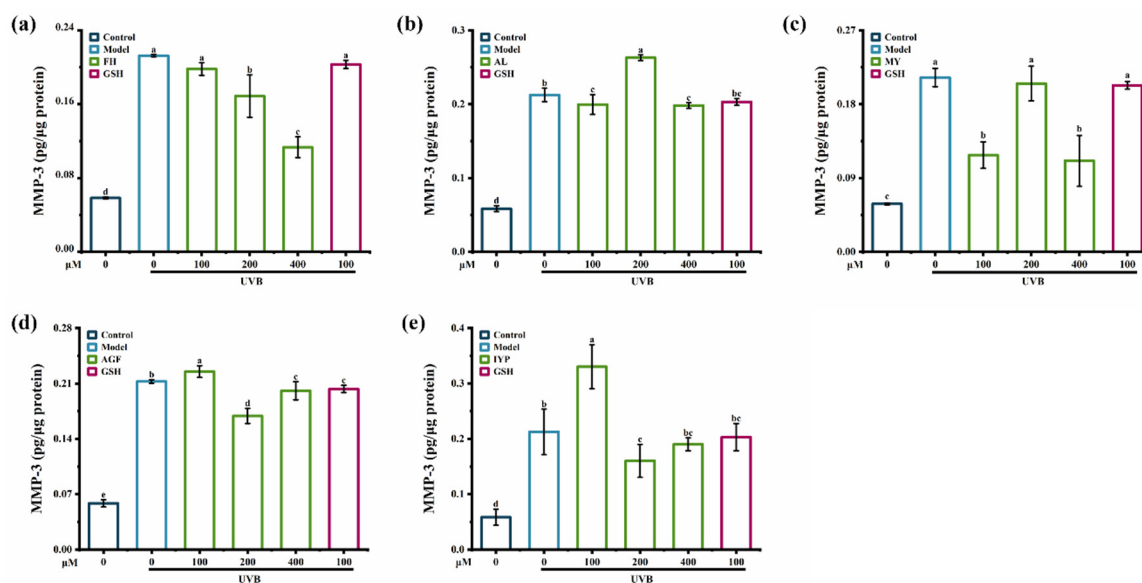 (a)
Control
Model
FH
GSH
MMP-3 (pg/μg protein)
0.24
0.16
0.08
0.00
d
a
a
b
c
a
μM
0 0 100 200 400 100
UVB
(b)
Control
Model
AL
GSH
MMP-3 (pg/μg protein)
0.3
0.2
0.1
0.0
d
b
c
a
c
bc
μM
0 0 100 200 400 100
UVB
(c)
Control
Model
MY
GSH
MMP-3 (pg/μg protein)
0.27
0.18
0.09
0.00
c
a
b
a
b
a
μM
0 0 100 200 400 100
UVB
(d)
Control
Model
AGF
GSH
MMP-3 (pg/μg protein)
0.28
0.21
0.14
0.07
0.00
e
b
a
d
c
c
μM
0 0 100 200 400 100
UVB
(e)
Control
Model
IYP
GSH
MMP-3 (pg/μg protein)
0.4
0.3
0.2
0.1
0.0
d
b
a
c
bc
bc
μM
0 0 100 200 400 100
UVB